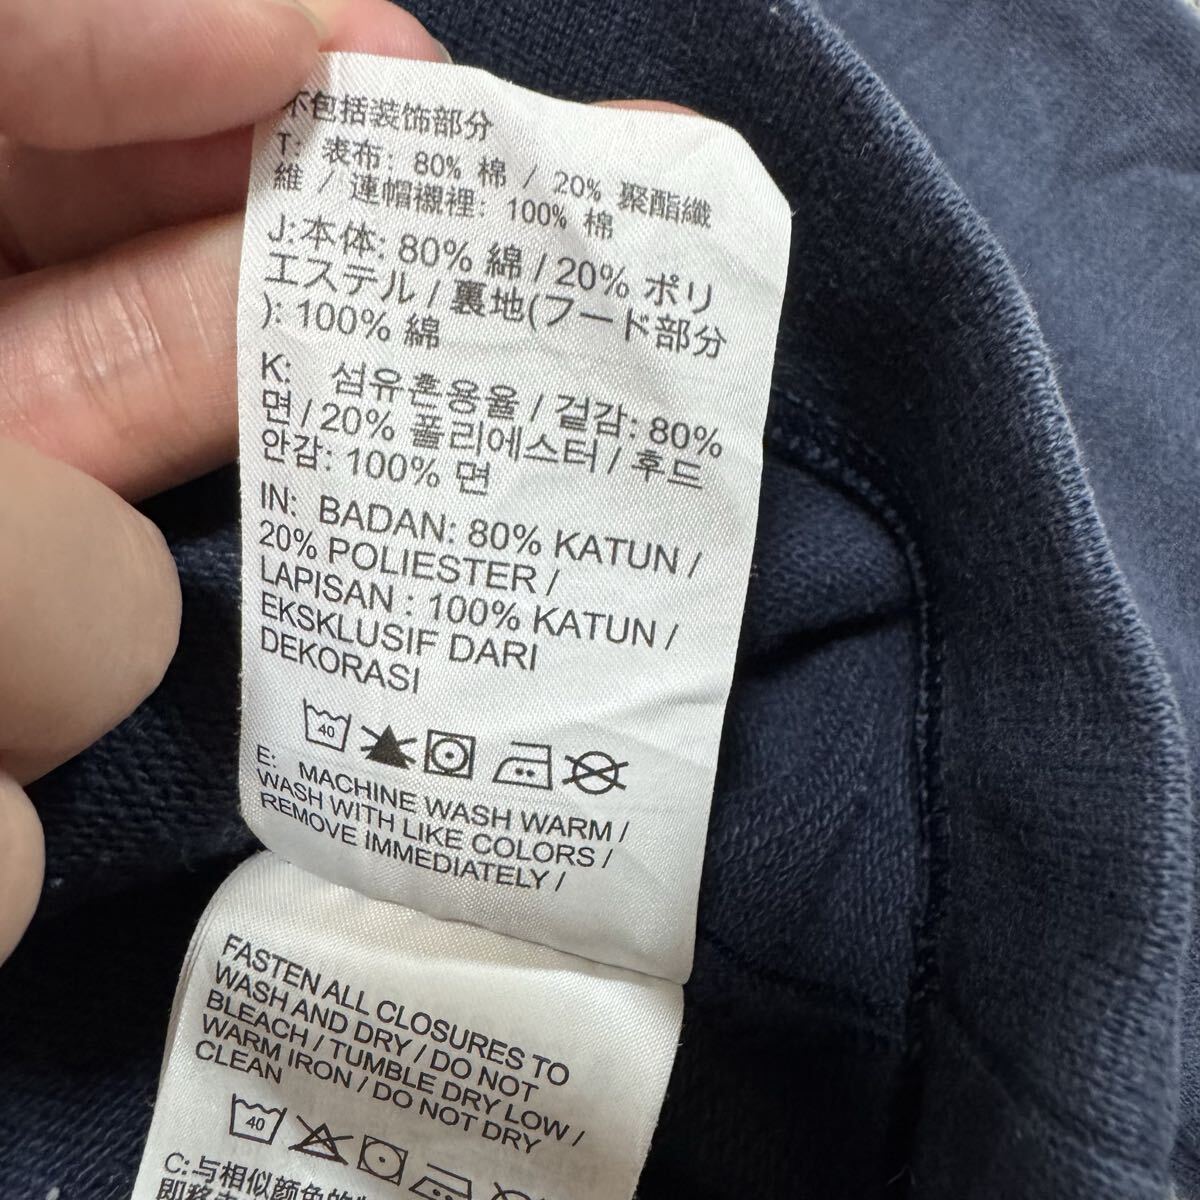 不包括装饰部分
T: 表布: 80% 棉 / 20% 聚酯纖
維 / 連帽襯裡: 100% 棉
J:本体: 80% 綿 / 20% ポリ
エステル / 裏地(フード部分
): 100% 綿
K: 섬유혼용율 / 겉감: 80%
면 / 20% 폴리에스터 / 후드
안감: 100% 면
IN: BADAN: 80% KATUN /
20% POLIESTER /
LAPISAN : 100% KATUN /
EKSKLUSIF DARI
DEKORASI
40
E: MACHINE WASH WARM /
WASH WITH LIKE COLORS /
REMOVE IMMEDIATELY /
FASTEN ALL CLOSURES TO
WASH AND DRY / DO NOT
BLEACH / TUMBLE DRY LOW /
WARM IRON / DO NOT DRY
CLEAN
40
C:与相似颜色的
即移